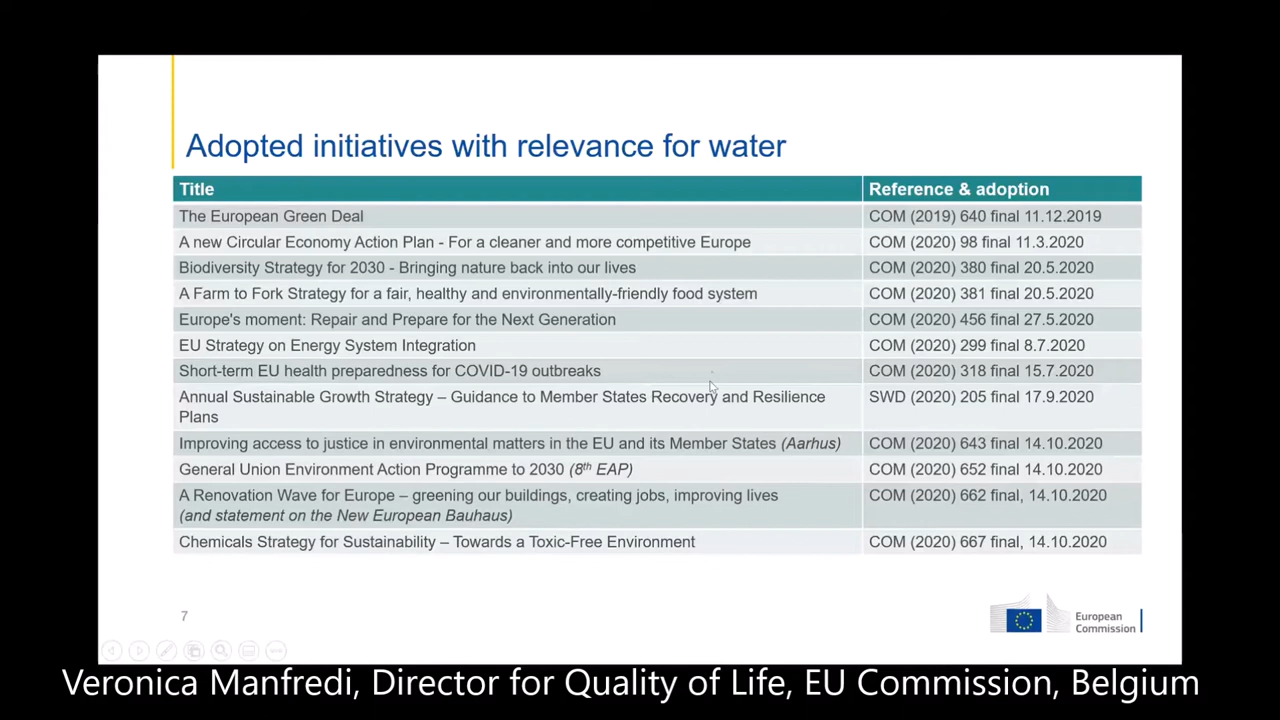 Adopted initiatives with relevance for water
Title Reference & adoption
The European Green Deal COM (2019) 640 final 11.12.2019
A new Circular Economy Action Plan - For a cleaner and more competitive Europe COM (2020) 98 final 11.3.2020
Biodiversity Strategy for 2030 - Bringing nature back into our lives COM (2020) 380 final 20.5.2020
A Farm to Fork Strategy for a fair, healthy and environmentally-friendly food system COM (2020) 381 final 20.5.2020
Europe's moment: Repair and Prepare for the Next Generation COM (2020) 456 final 27.5.2020
EU Strategy on Energy System Integration COM (2020) 299 final 8.7.2020
Short-term EU health preparedness for COVID-19 outbreaks COM (2020) 318 final 15.7.2020
Annual Sustainable Growth Strategy – Guidance to Member States Recovery and Resilience SWD (2020) 205 final 17.9.2020
Plans
Improving access to justice in environmental matters in the EU and its Member States (Aarhus) COM (2020) 643 final 14.10.2020
General Union Environment Action Programme to 2030 (8th EAP) COM (2020) 652 final 14.10.2020
A Renovation Wave for Europe – greening our buildings, creating jobs, improving lives COM (2020) 662 final, 14.10.2020
(and statement on the New European Bauhaus)
Chemicals Strategy for Sustainability – Towards a Toxic-Free Environment COM (2020) 667 final, 14.10.2020
7
European
Commission
Veronica Manfredi, Director for Quality of Life, EU Commission, Belgium